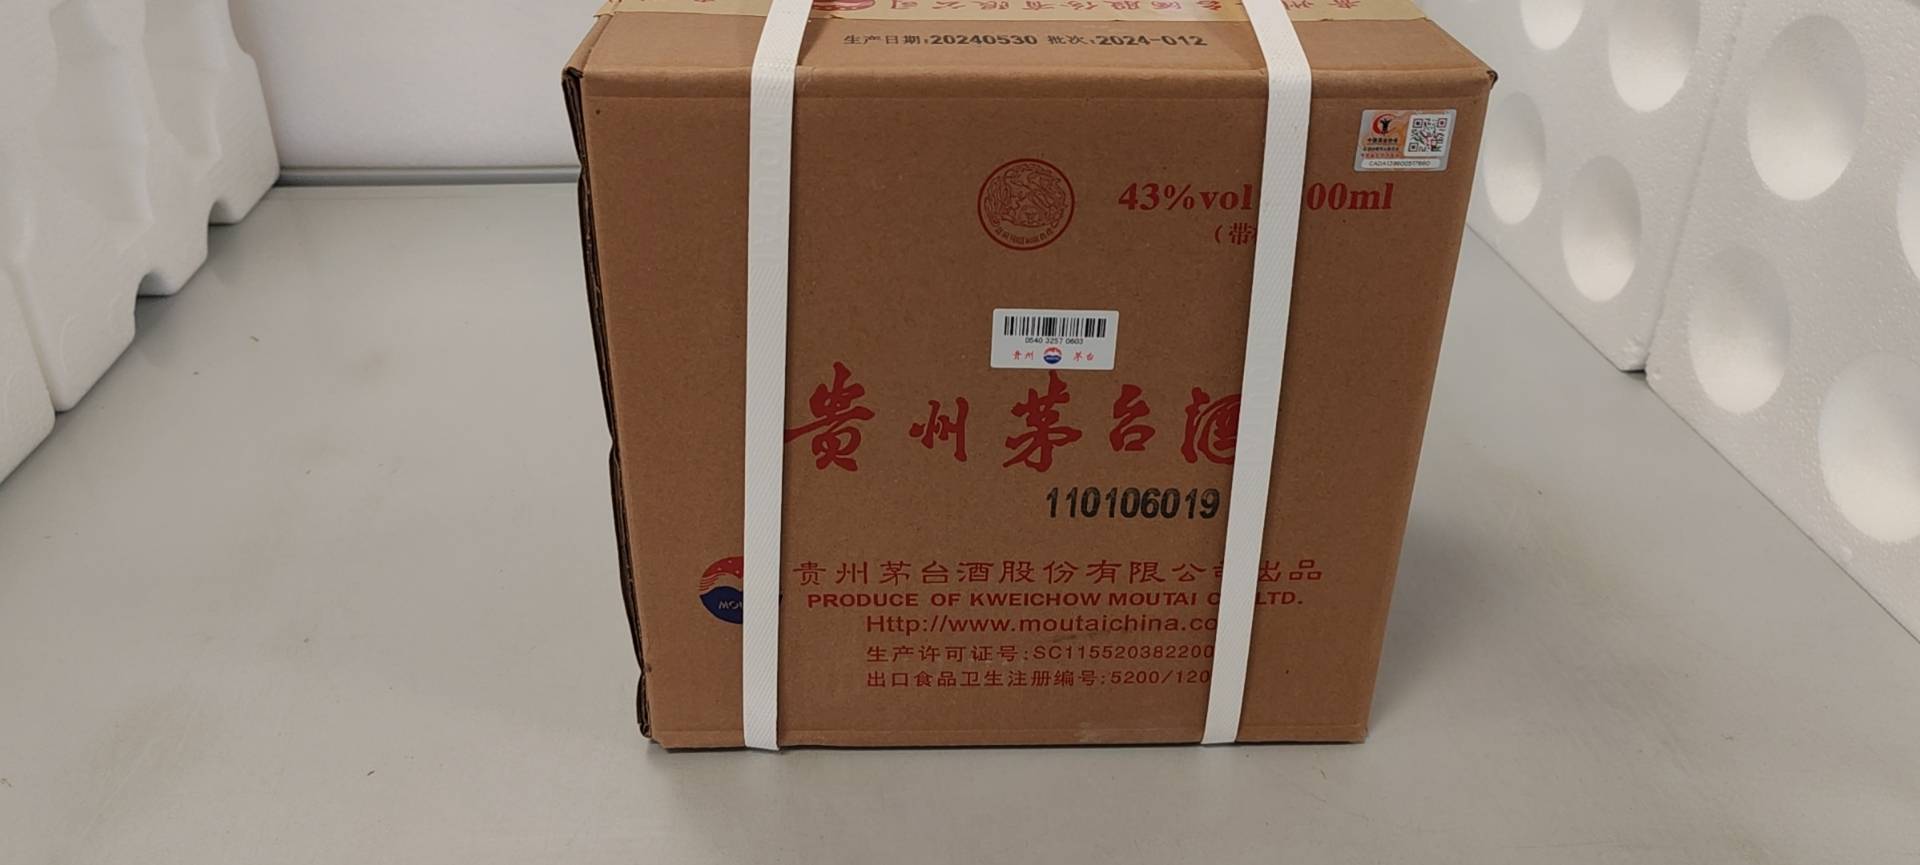 生产日期:20240530 批次:2024-012
CADA139600517680
43%vol 00ml
(带
0540 3257 0603
贵州 茅台
贵州茅台酒
110106019
贵州茅台酒股份有限公司出品
PRODUCE OF KWEICHOW MOUTAI LTD.
Http://www.moutaichina.co
生产许可证号:SC115520382200
出口食品卫生注册编号:5200/120